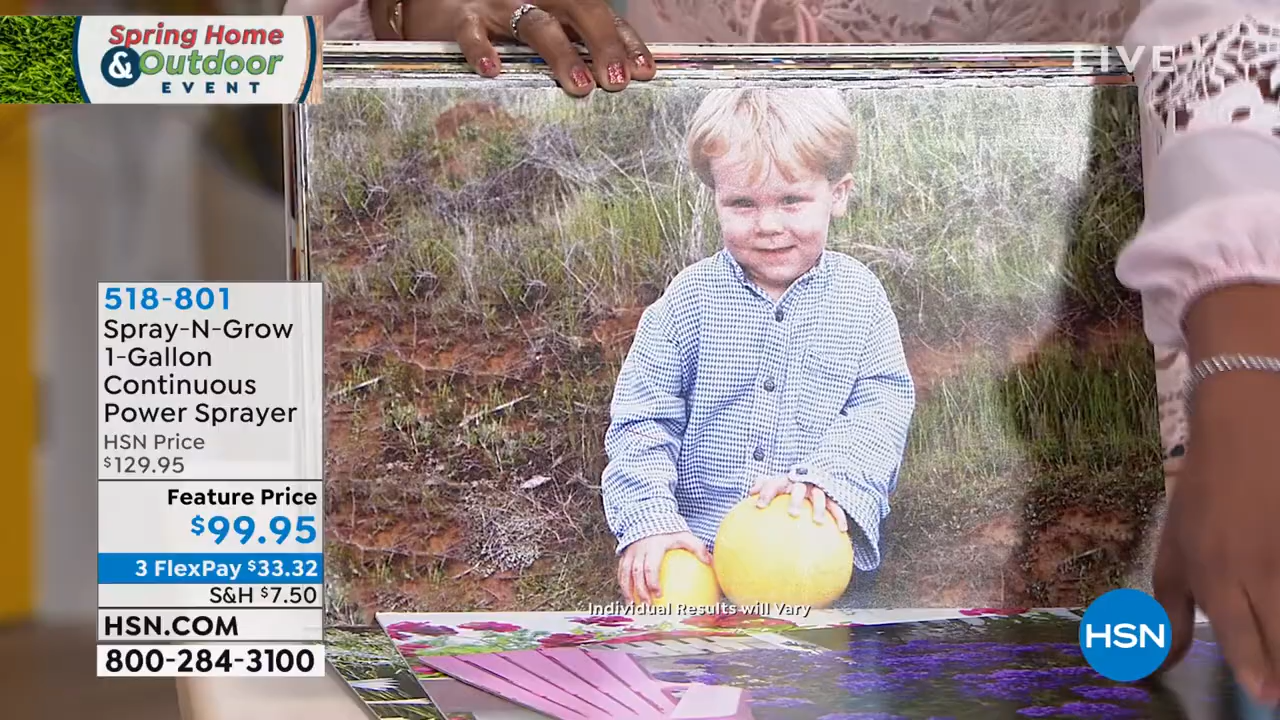 Spring Home
&Outdoor
EVENT
LIVE
518-801
Spray-N-Grow
1-Gallon
Continuous
Power Sprayer
HSN Price
$129.95
Feature Price
$99.95
3 FlexPay $33.32
S&H $7.50
HSN.COM
800-284-3100
Individual Results will Vary
HSN